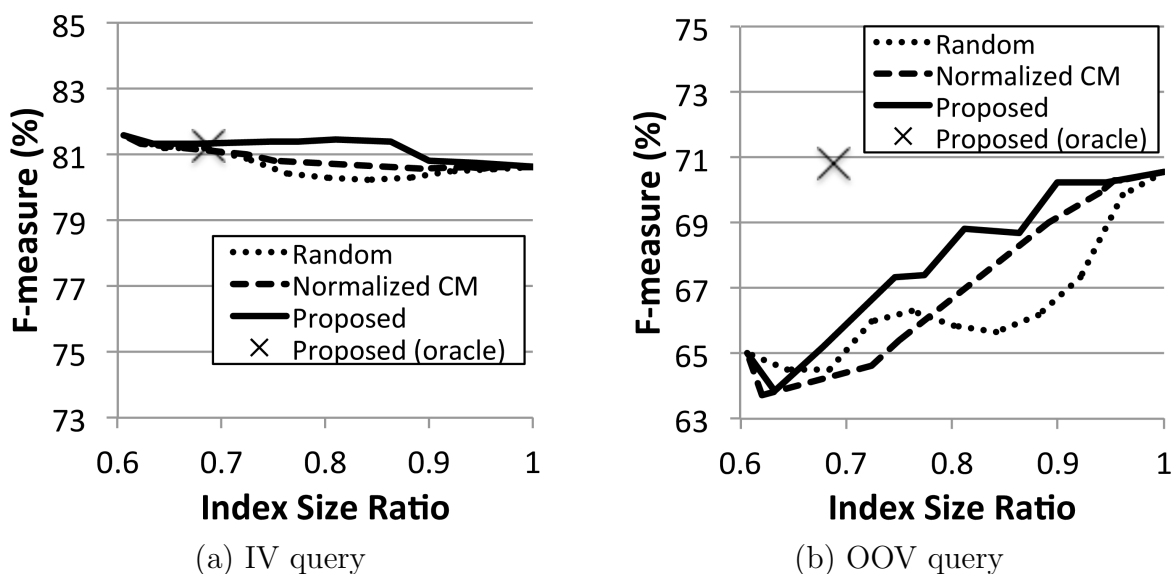 85
83
81
79
77
75
73
F-measure (%)
Random
Normalized CM
Proposed
Proposed (oracle)
0.6 0.7 0.8 0.9 1
Index Size Ratio
(a) IV query
75
73
71
69
67
65
63
F-measure (%)
Random
Normalized CM
Proposed
Proposed (oracle)
0.6 0.7 0.8 0.9 1
Index Size Ratio
(b) OOV query